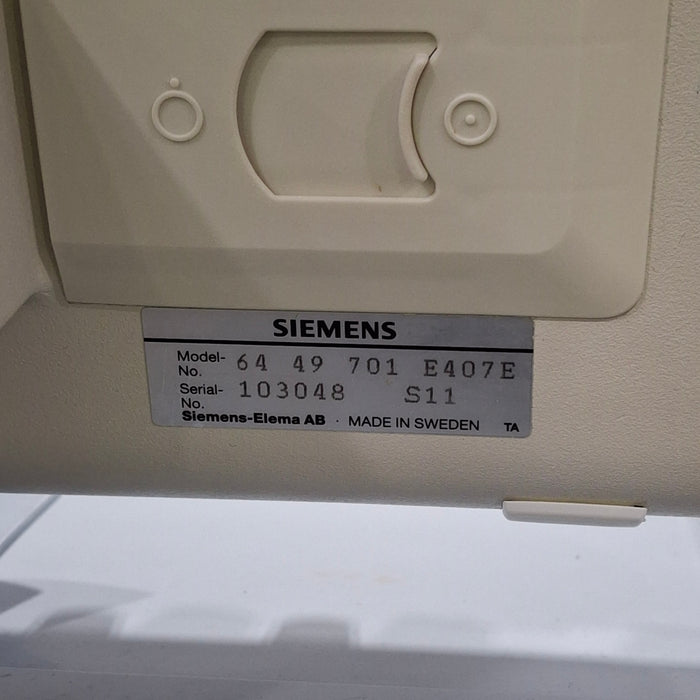 SIEMENS
Model-No. 64 49 701 E407E
Serial-No. 103048 S11
Siemens-Elema AB · MADE IN SWEDEN TA